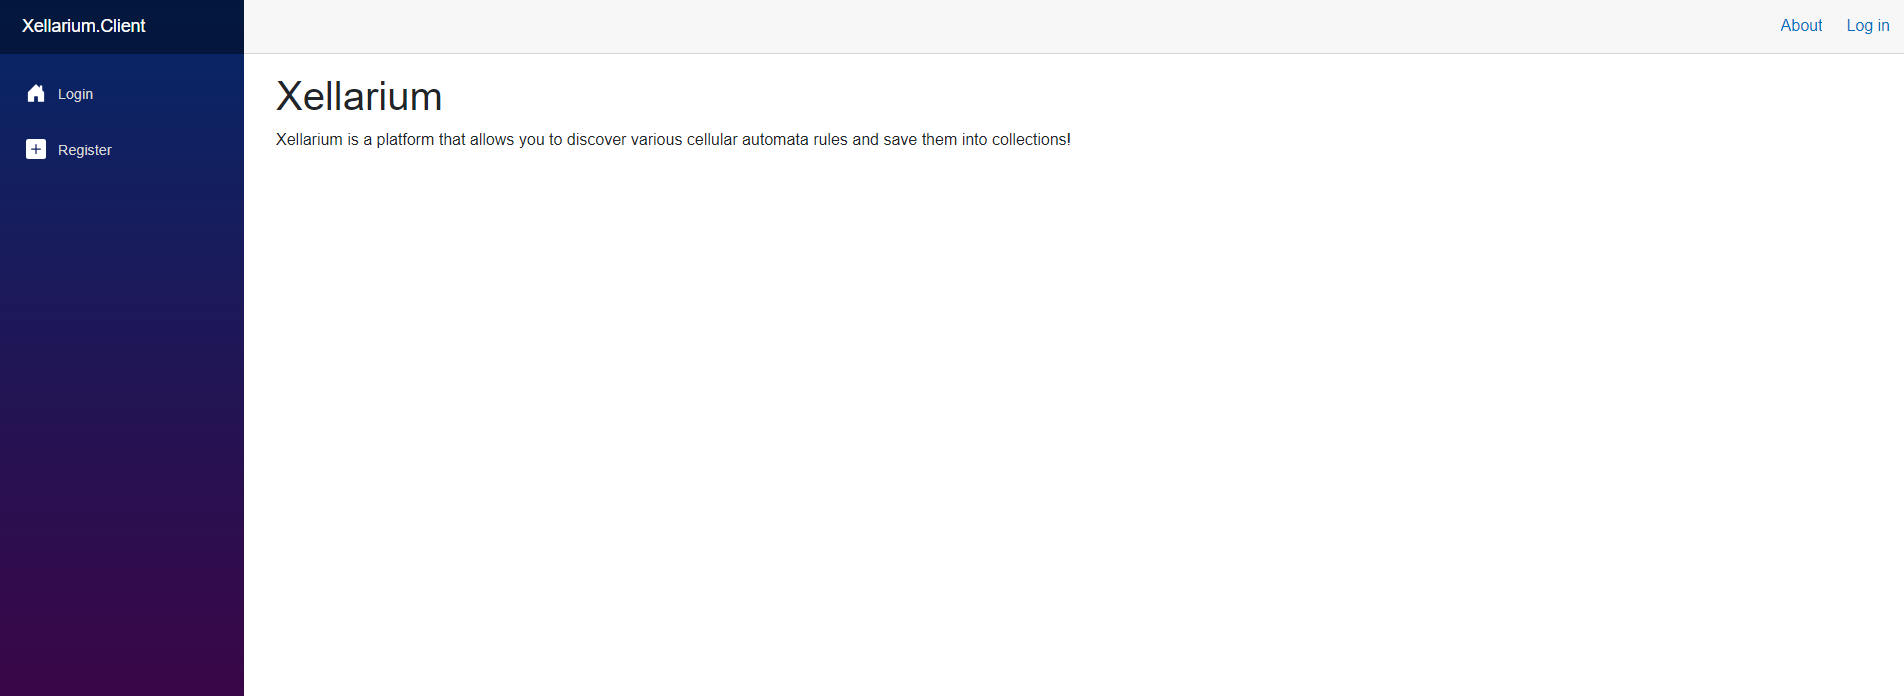 Xellarium.Client
About
Log in
Login
Register
Xellarium
Xellarium is a platform that allows you to discover various cellular automata rules and save them into collections!